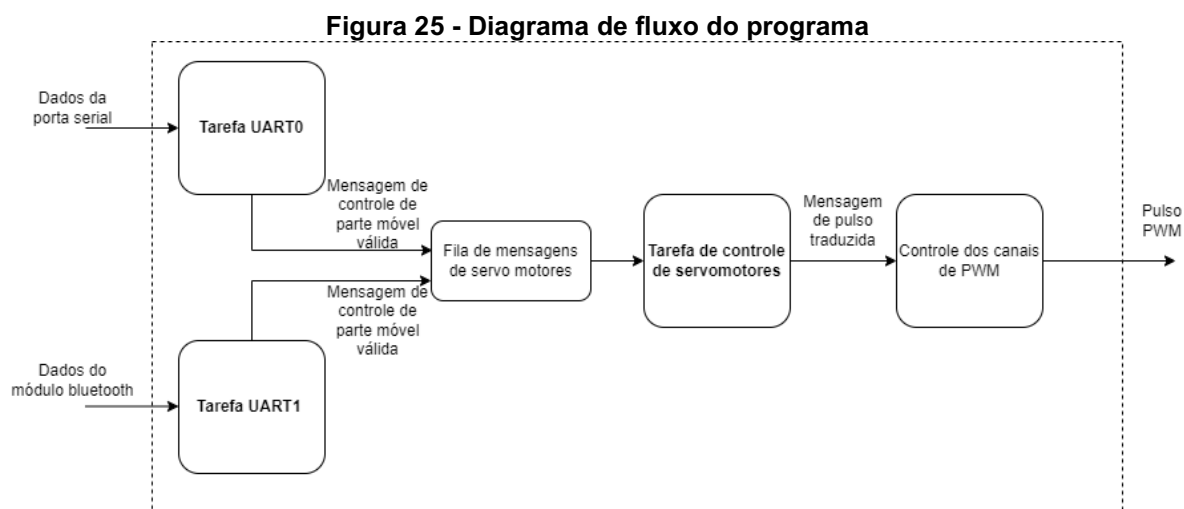 Figura 25 - Diagrama de fluxo do programa
Dados da
porta serial
Tarefa UART0
Mensagem de
controle de
parte móvel
válida
Fila de mensagens
de servo motores
Tarefa de controle
de servomotores
Mensagem
de pulso
traduzida
Controle dos canais
de PWM
Pulso
PWM
Mensagem de
controle de
parte móvel
válida
Dados do
módulo bluetooth
Tarefa UART1